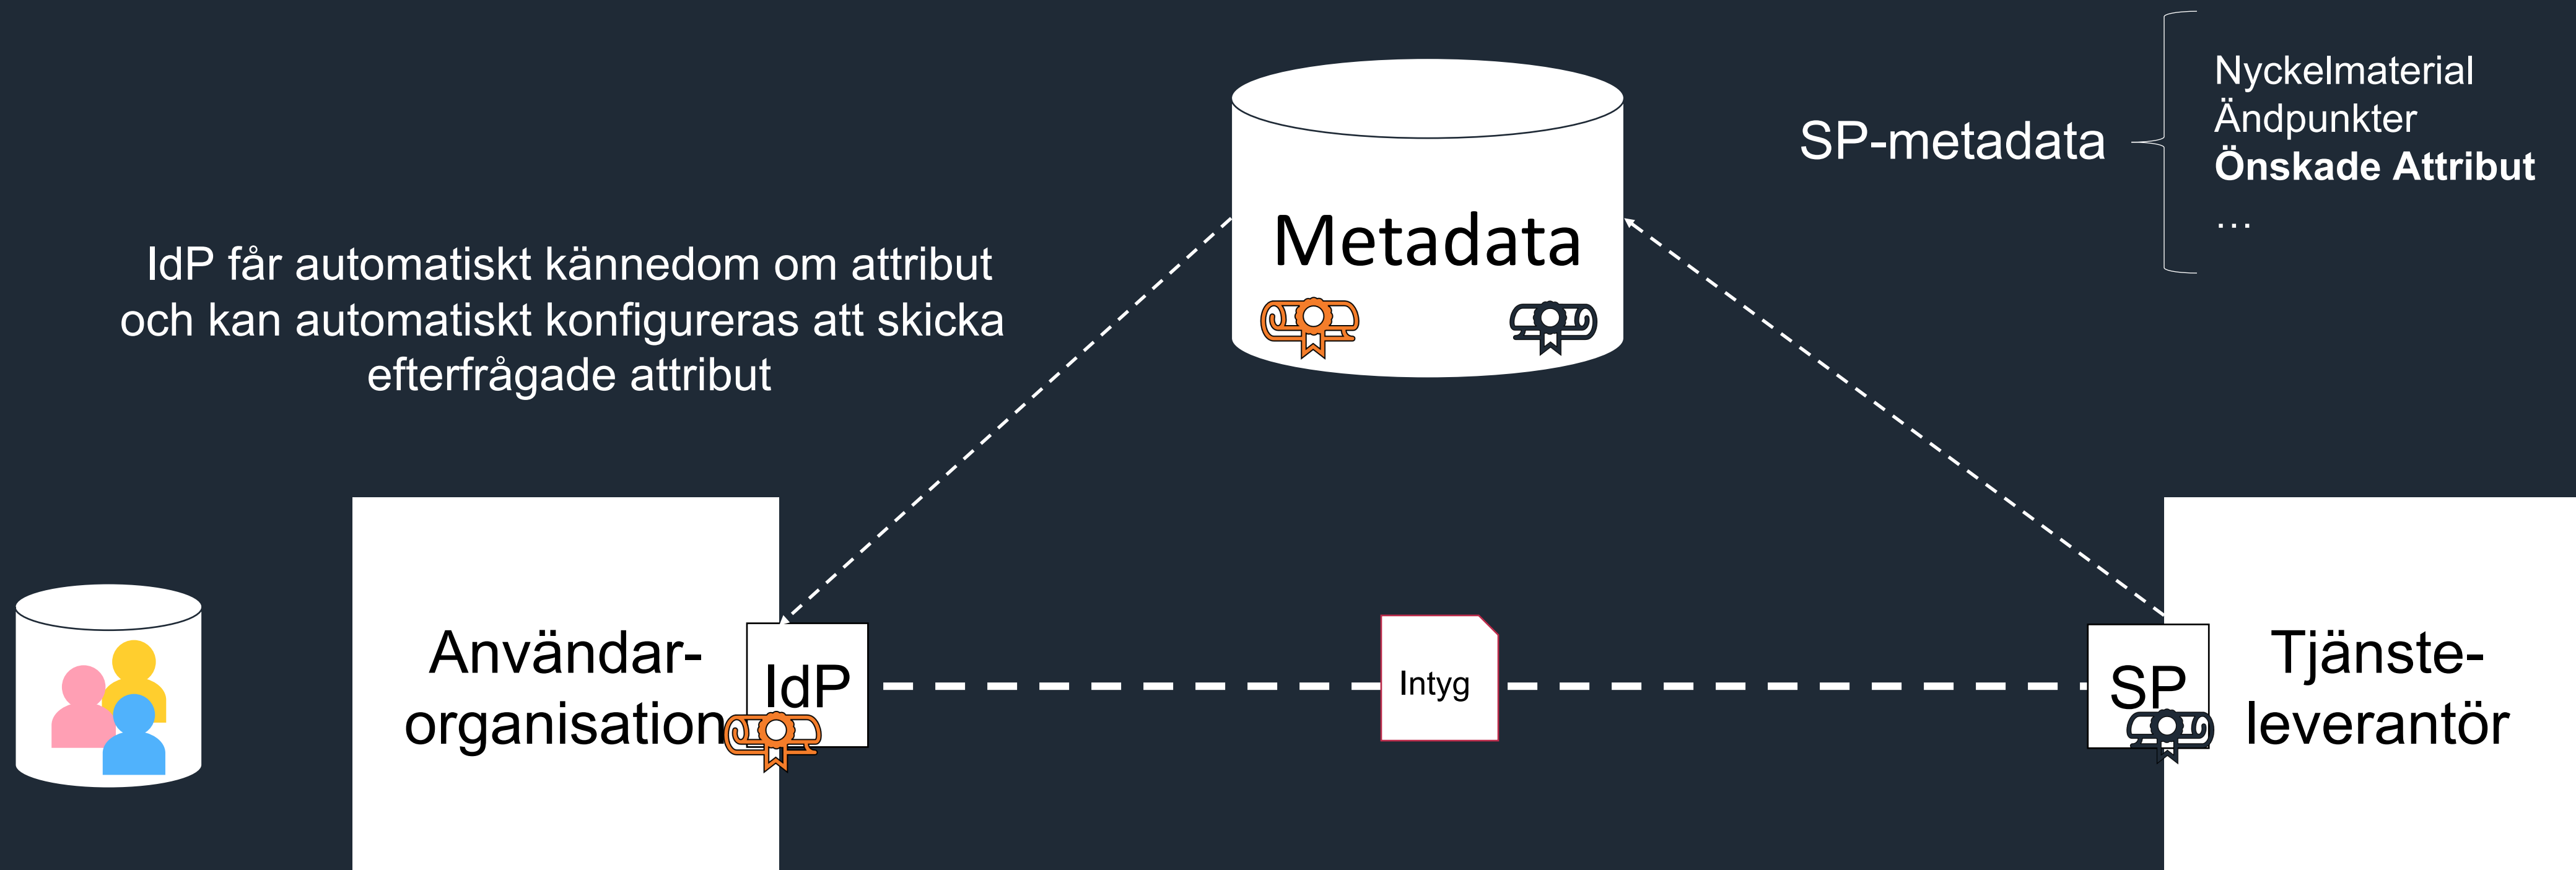 Nyckelmaterial
Ändpunkter
Önskade Attribut
…
SP-metadata
Metadata
IdP får automatiskt kännedom om attribut
och kan automatiskt konfigureras att skicka
efterfrågade attribut
Användar-
organisation
IdP
Intyg
SP
Tjänste-
leverantör